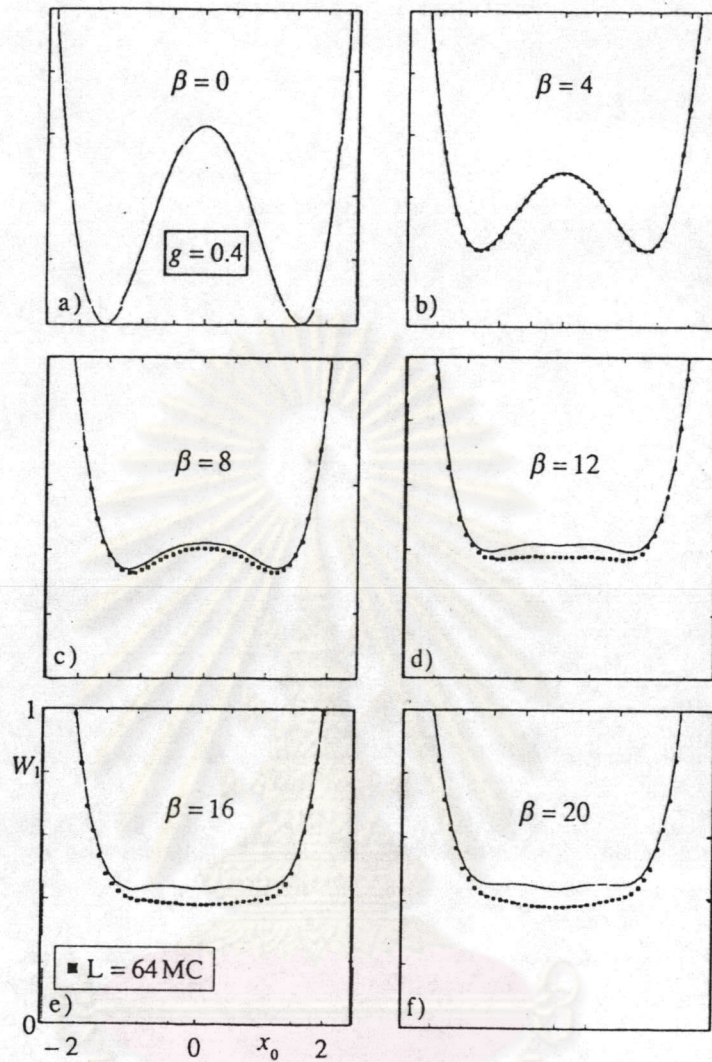 β = 0
g = 0.4
a)
β = 4
b)
β = 8
c)
β = 12
d)
1
W₁
β = 16
▪ L = 64 MC
e)
0
−2 0 x₀ 2
β = 20
f)